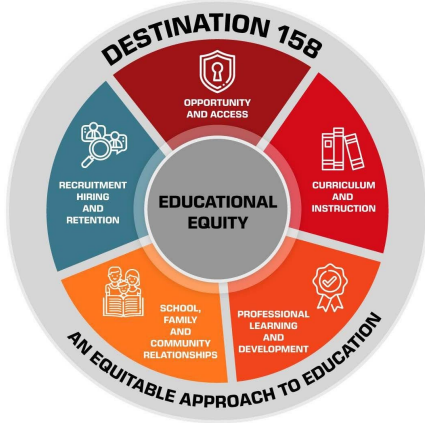 DESTINATION 158
OPPORTUNITY
AND ACCESS
CURRICULUM
AND
INSTRUCTION
PROFESSIONAL
LEARNING
AND
DEVELOPMENT
SCHOOL,
FAMILY
AND
COMMUNITY
RELATIONSHIPS
RECRUITMENT
HIRING
AND
RETENTION
EDUCATIONAL
EQUITY
AN EQUITABLE APPROACH TO EDUCATION